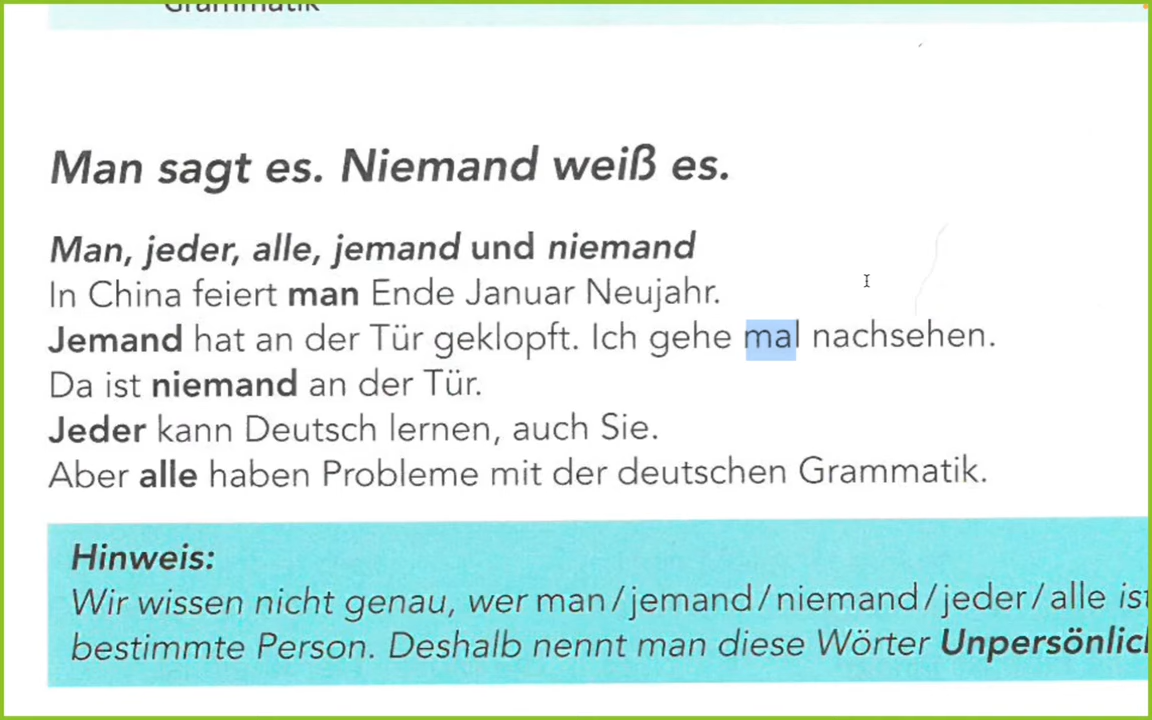 Grammatik
Man sagt es. Niemand weiß es.
Man, jeder, alle, jemand und niemand
In China feiert man Ende Januar Neujahr.
Jemand hat an der Tür geklopft. Ich gehe mal nachsehen.
Da ist niemand an der Tür.
Jeder kann Deutsch lernen, auch Sie.
Aber alle haben Probleme mit der deutschen Grammatik.
Hinweis:
Wir wissen nicht genau, wer man/jemand/niemand/jeder/alle
bestimmte Person. Deshalb nennt man diese Wörter